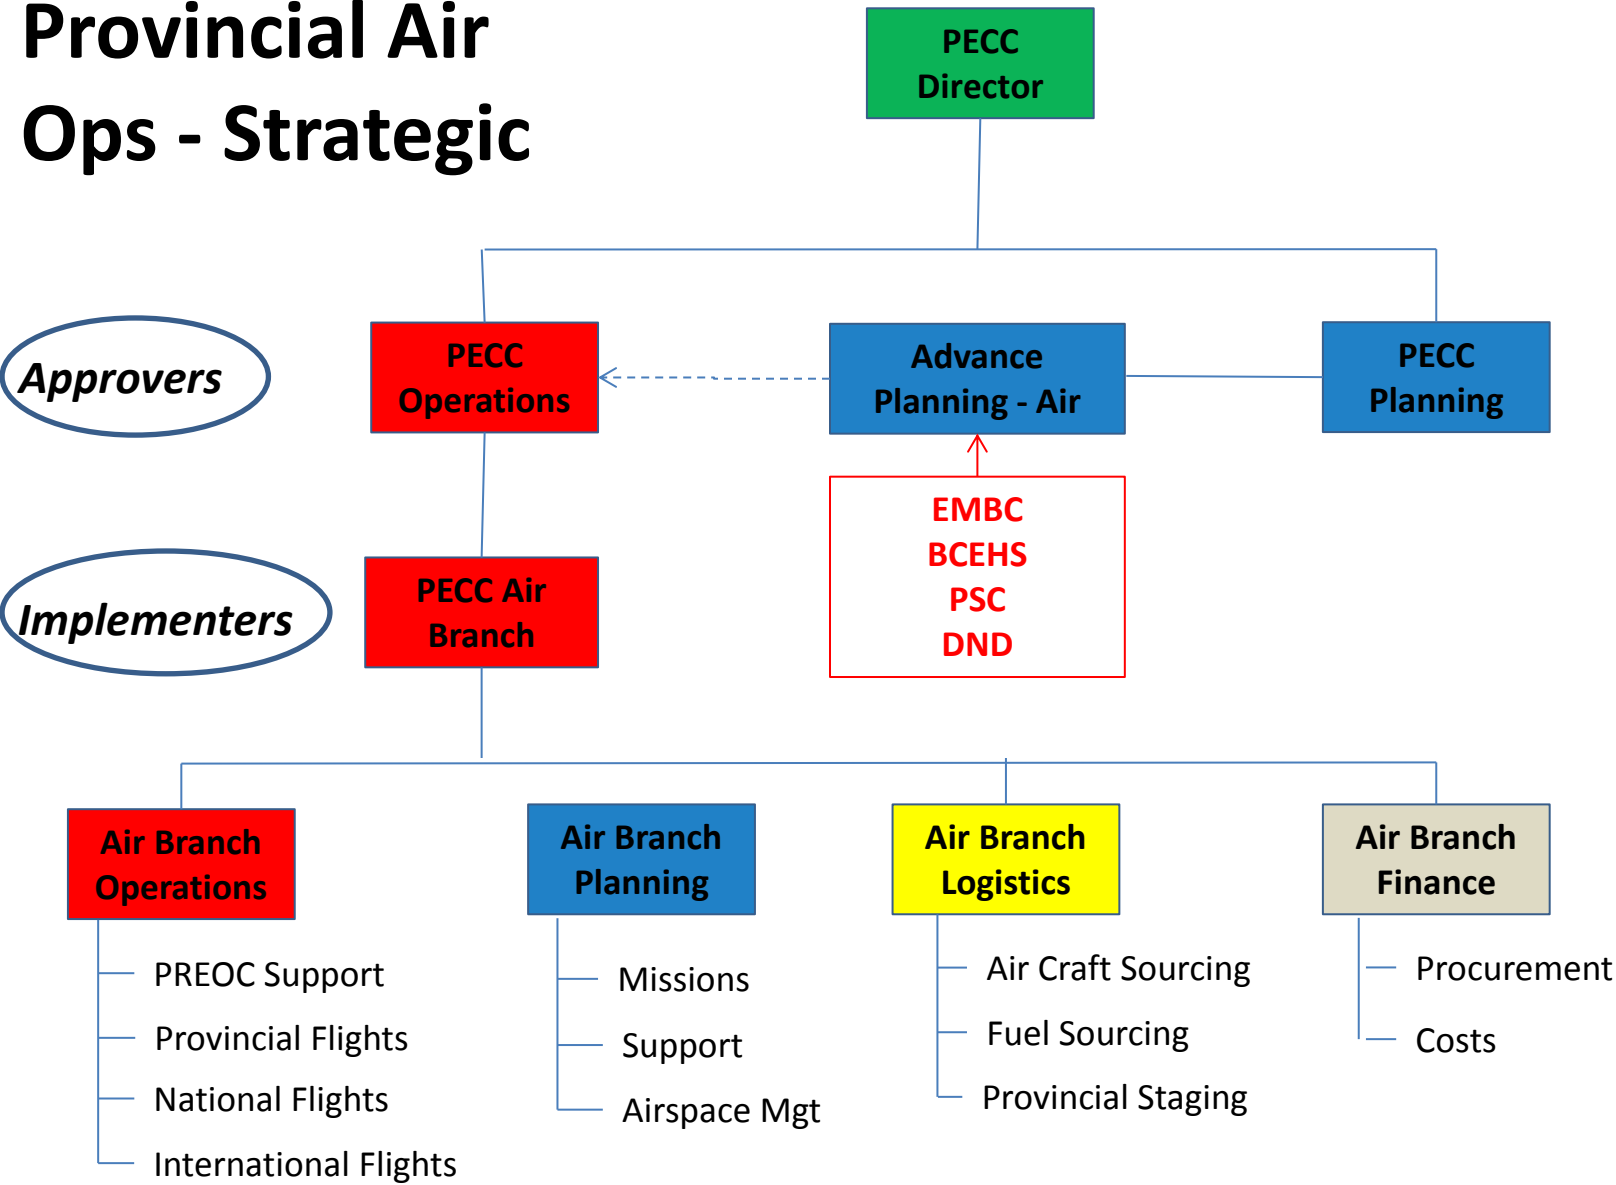 Provincial Air
Ops - Strategic
PECC
Director
Approvers
PECC
Operations
Advance
Planning - Air
PECC
Planning
EMBC
BCEHS
PSC
DND
Implementers
PECC Air
Branch
Air Branch
Operations
PREOC Support
Provincial Flights
National Flights
International Flights
Air Branch
Planning
Missions
Support
Airspace Mgt
Air Branch
Logistics
Air Craft Sourcing
Fuel Sourcing
Provincial Staging
Air Branch
Finance
Procurement
Costs